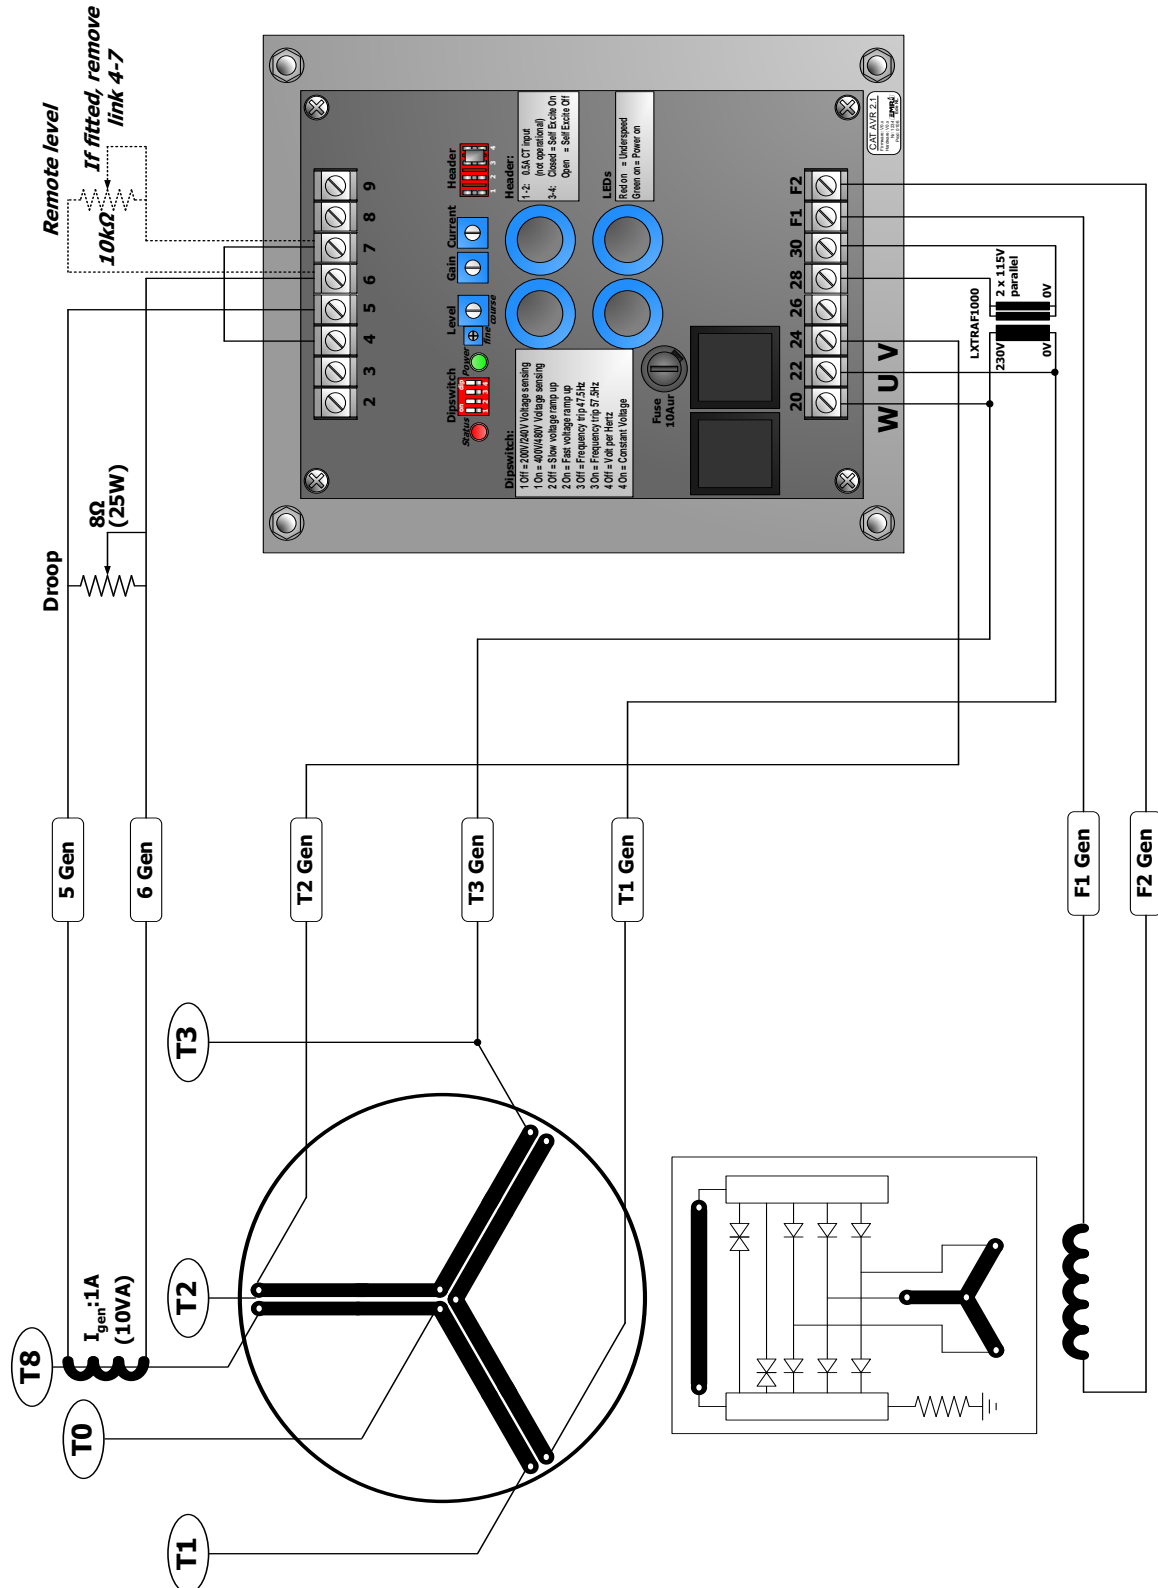 Remote level
If fitted, remove
link 4-7
10kΩ
Droop
8Ω
(25W)
5 Gen
6 Gen
T2 Gen
T3 Gen
T1 Gen
F1 Gen
F2 Gen
T8
I gen:1A
(10VA)
T0
T1
T2
T3
2 3 4 5 6 7 8 9
Status
Dipswitch
Power
Level
fine
course
Gain
Current
Header
1 2 3 4
Dipswitch:
1 Off = 200V/240V Voltage sensing
1 On = 400V/480V Voltage sensing
2 Off = Slow voltage ramp up
2 On = Fast voltage ramp up
3 Off = Frequency trip 47.5Hz
3 On = Frequency trip 57.5Hz
4 Off = Volt per Hertz
4 On = Constant Voltage
Header:
1-2: 0.5A CT input
(not operational)
3-4: Closed = Self Excite On
Open = Self Excite Off
LEDs
Red on = Underspeed
Green on = Power on
Fuse
10Aur
CAT AVR 2.1
20 22 24 26 28 30 F1 F2
W U V
LXTRAF1000
230V
0V
2 x 115V
parallel
0V